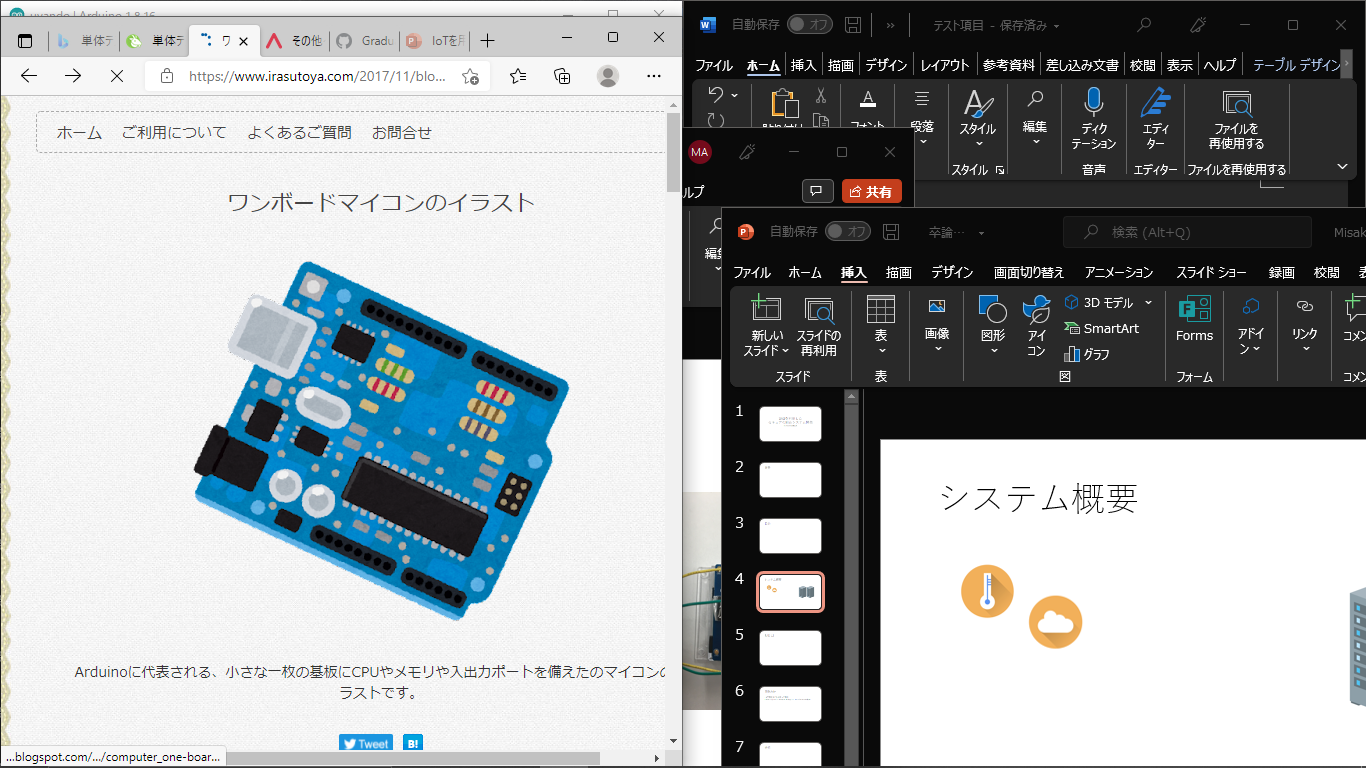 Arduino 1.8.16
単体テ
単体テ
ワ
その他
Gradu
IoTを用
https://www.irasutoya.com/2017/11/blo...
ホーム ご利用について よくあるご質問 お問合せ
ワンボードマイコンのイラスト
Arduinoに代表される、小さな一枚の基板にCPUやメモリや入出力ポートを備えたのマイコンの
ラストです。
Tweet B!
...blogspot.com/.../computer_one-boar...
自動保存 オフ テスト項目 - 保存済み
ファイル ホーム 挿入 描画 デザイン レイアウト 参考資料 差し込み文書 校閲 表示 ヘルプ テーブル デザイン
フォント
段落
スタイル
編集
ディク
テーション
エディ
ター
ファイルを
再使用する
スタイル 音声 エディター ファイルを再使用する
MA
ルプ
共有
編集
自動保存 オフ 卒論… 検索 (Alt+Q) Misak
ファイル ホーム 挿入 描画 デザイン 画面切り替え アニメーション スライド ショー 録画 校閲
新しい
スライド
スライドの
再利用
表
画像
図形
アイ
コン
3D モデル
SmartArt
グラフ
Forms
アドイ
ン
リンク
コメン
スライド 表 図 フォーム コメン
1
2
3
4
5
6
7
システム概要